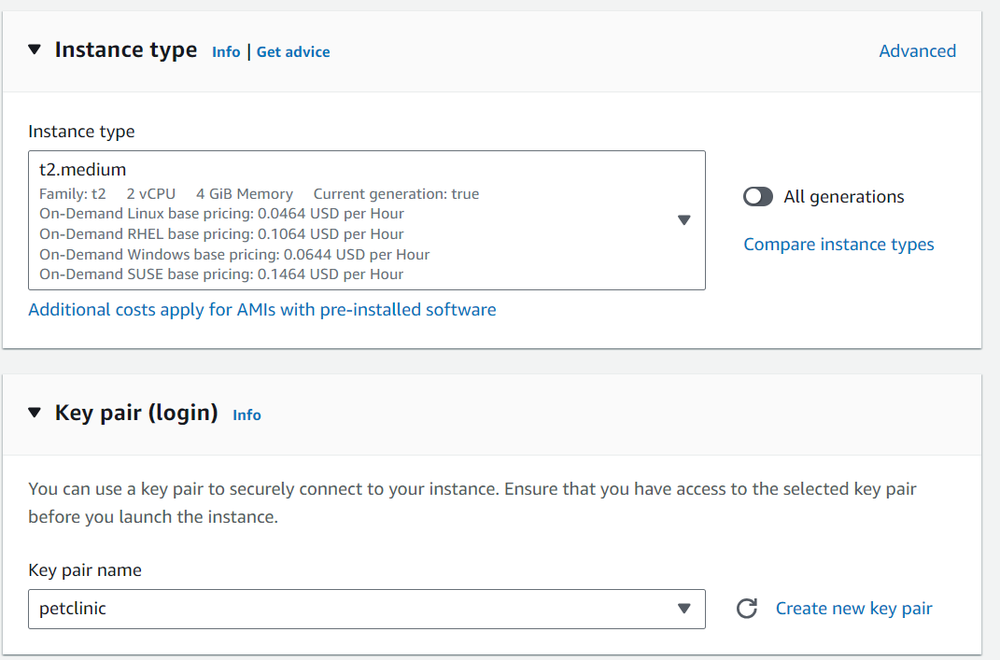 Instance type Info | Get advice Advanced
Instance type
t2.medium
Family: t2 2 vCPU 4 GiB Memory Current generation: true
On-Demand Linux base pricing: 0.0464 USD per Hour
On-Demand RHEL base pricing: 0.1064 USD per Hour
On-Demand Windows base pricing: 0.0644 USD per Hour
On-Demand SUSE base pricing: 0.1464 USD per Hour
All generations
Compare instance types
Additional costs apply for AMIs with pre-installed software
Key pair (login) Info
You can use a key pair to securely connect to your instance. Ensure that you have access to the selected key pair
before you launch the instance.
Key pair name
petclinic
Create new key pair